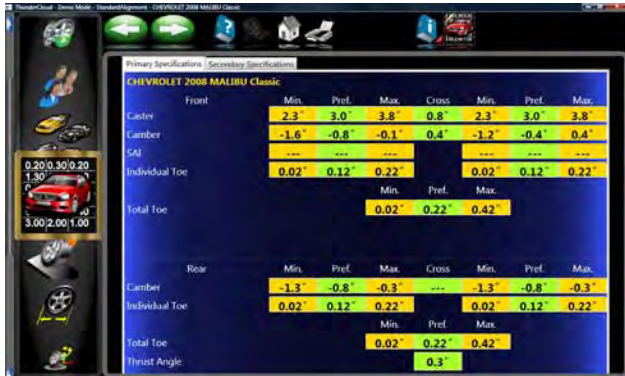 ThunderCloud - Demo Mode - StandardAlignment - CHEVROLET 2008 MALIBU Classic
Primary Specifications Secondary Specifications
CHEVROLET 2008 MALIBU Classic
Front Min. Pref. Max. Cross Min. Pref. Max.
Caster 2.3° 3.0° 3.8° 0.8° 2.3° 3.0° 3.8°
Camber -1.6° -0.8° -0.1° 0.4° -1.2° -0.4° 0.4°
SAI --- --- --- --- --- ---
Individual Toe 0.02° 0.12° 0.22° 0.02° 0.12° 0.22°
Min. Pref. Max.
Total Toe 0.02° 0.22° 0.42°
0.20 0.30 0.20
1.30
3.00 2.00 1.00
Rear Min. Pref. Max. Cross Min. Pref. Max.
Camber -1.3° -0.8° -0.3° --- -1.3° -0.8° -0.3°
Individual Toe 0.02° 0.12° 0.22° 0.02° 0.12° 0.22°
Min. Pref. Max.
Total Toe 0.02° 0.22° 0.42°
Thrust Angle 0.3°